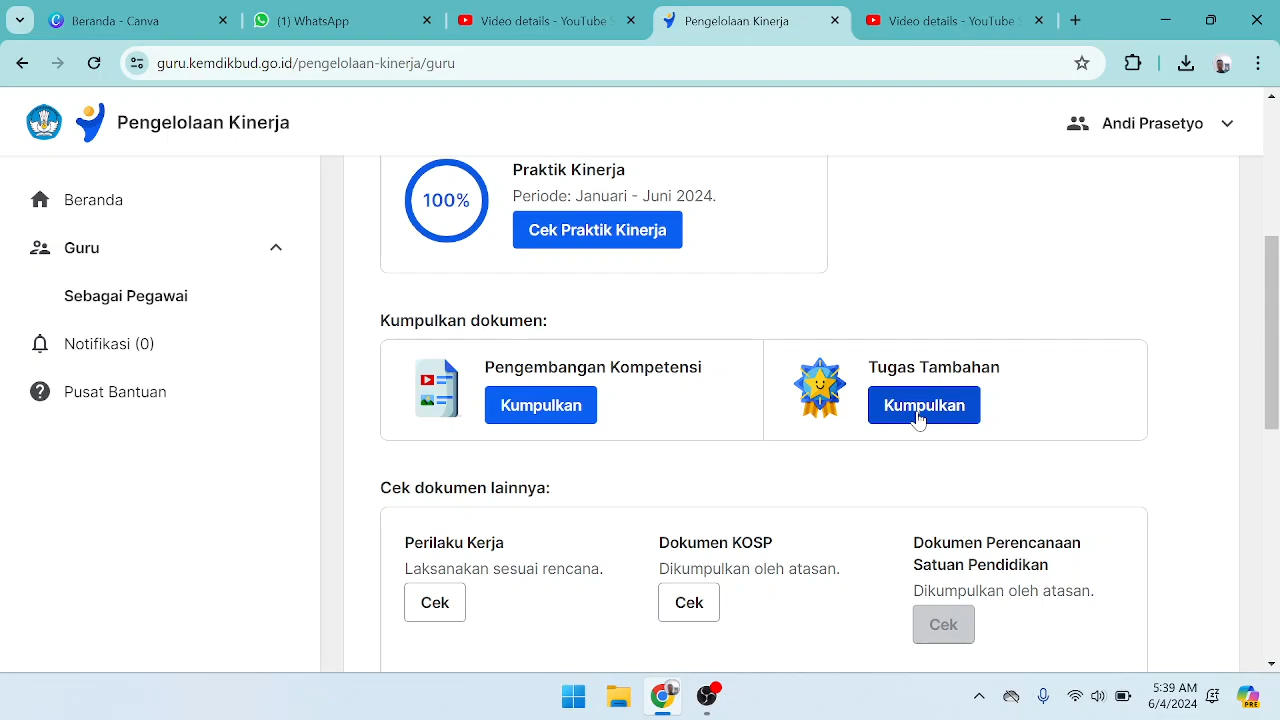 Beranda - Canva
(1) WhatsApp
Video details - YouTube S
Pengelolaan Kinerja
Video details - YouTube S
guru.kemdikbud.go.id/pengelolaan-kinerja/guru
Pengelolaan Kinerja
Andi Prasetyo
Beranda
Guru
Sebagai Pegawai
Notifikasi (0)
Pusat Bantuan
100%
Praktik Kinerja
Periode: Januari - Juni 2024.
Cek Praktik Kinerja
Kumpulkan dokumen:
Pengembangan Kompetensi
Kumpulkan
Tugas Tambahan
Kumpulkan
Cek dokumen lainnya:
Perilaku Kerja
Laksanakan sesuai rencana.
Cek
Dokumen KOSP
Dikumpulkan oleh atasan.
Cek
Dokumen Perencanaan
Satuan Pendidikan
Dikumpulkan oleh atasan.
Cek
5:39 AM
6/4/2024
PRE